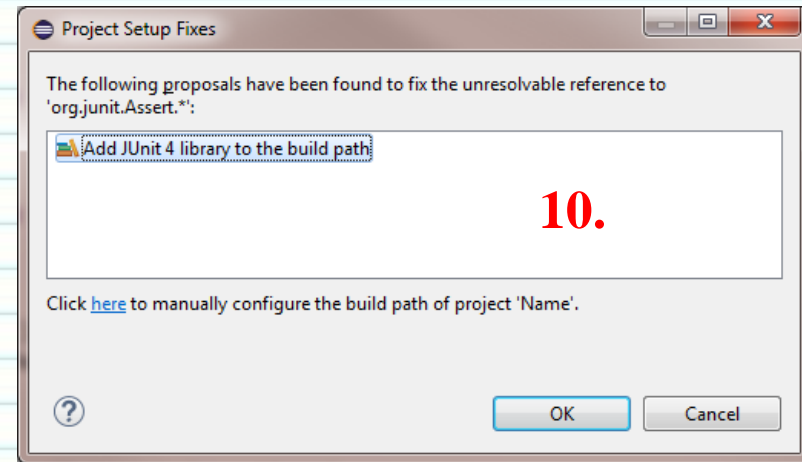 Project Setup Fixes
The following proposals have been found to fix the unresolvable reference to
'org.junit.Assert.*':
Add JUnit 4 library to the build path
10.
Click here to manually configure the build path of project 'Name'.
?
OK
Cancel